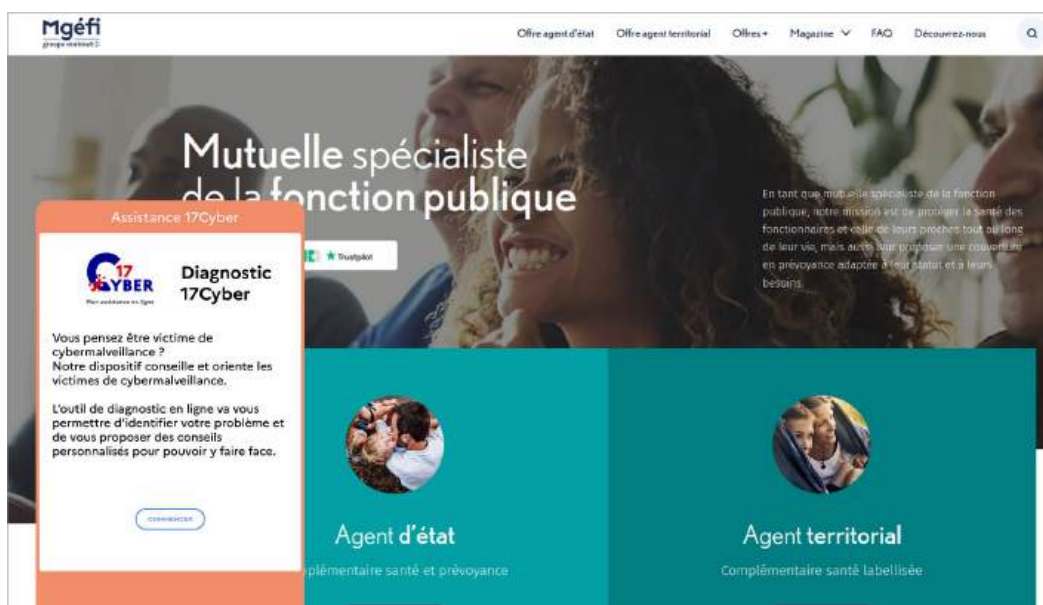 Mgéfi
Offre agent d'état
Offre agent territorial
Offres +
Magazine
FAQ
Découvrez-nous
Mutuelle spécialiste
de la fonction publique
Trustpilot
En tant que mutuelle spécialiste de la fonction
publique, notre mission est de protéger la santé des
fonctionnaires et celle de leurs proches tout au long
de leur vie, mais aussi leur proposer une couverture
en prévoyance adaptée à leur statut et à leurs
besoins.
Assistance 17Cyber
17
CYBER
Mon assistance en ligne
Diagnostic
17Cyber
Vous pensez être victime de
cybermalveillance ?
Notre dispositif conseille et oriente les
victimes de cybermalveillance.
L'outil de diagnostic en ligne va vous
permettre d'identifier votre problème et
de vous proposer des conseils
personnalisés pour pouvoir y faire face.
COMMENCER
Agent d'état
plémentaire santé et prévoyance
Agent territorial
Complémentaire santé labellisée